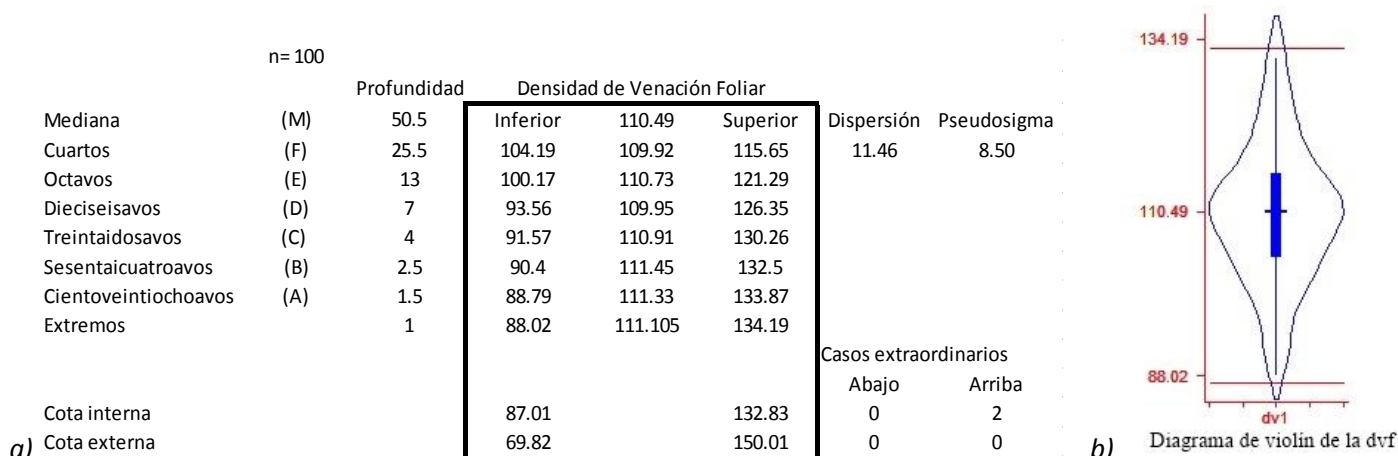 n= 100
Profundidad Densidad de Venación Foliar
Mediana (M) 50.5 Inferior 110.49 Superior Dispersión Pseudosigma
Cuartos (F) 25.5 104.19 109.92 115.65 11.46 8.50
Octavos (E) 13 100.17 110.73 121.29
Dieciseisavos (D) 7 93.56 109.95 126.35
Treintaidosavos (C) 4 91.57 110.91 130.26
Sesentaicuatroavos (B) 2.5 90.4 111.45 132.5
Cientoveintiochoavos (A) 1.5 88.79 111.33 133.87
Extremos 1 88.02 111.105 134.19
Casos extraordinarios
Abajo Arriba
Cota interna 87.01 132.83 0 2
a) Cota externa 69.82 150.01 0 0
134.19
110.49
88.02
dv1
b) Diagrama de violín de la dvf